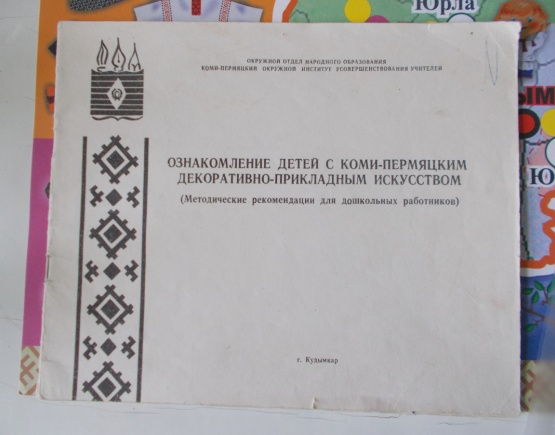 Юрла
ОКРУЖНОЙ ОТДЕЛ НАРОДНОГО ОБРАЗОВАНИЯ
КОМИ-ПЕРМЯЦКИЙ ОКРУЖНОЙ ИНСТИТУТ УСОВЕРШЕНСТВОВАНИЯ УЧИТЕЛЕЙ
ЫМ
ОЗНАКОМЛЕНИЕ ДЕТЕЙ С КОМИ-ПЕРМЯЦКИМ
ДЕКОРАТИВНО-ПРИКЛАДНЫМ ИСКУССТВОМ
Ю
(Методические рекомендации для дошкольных работников)
г. Кудымкар